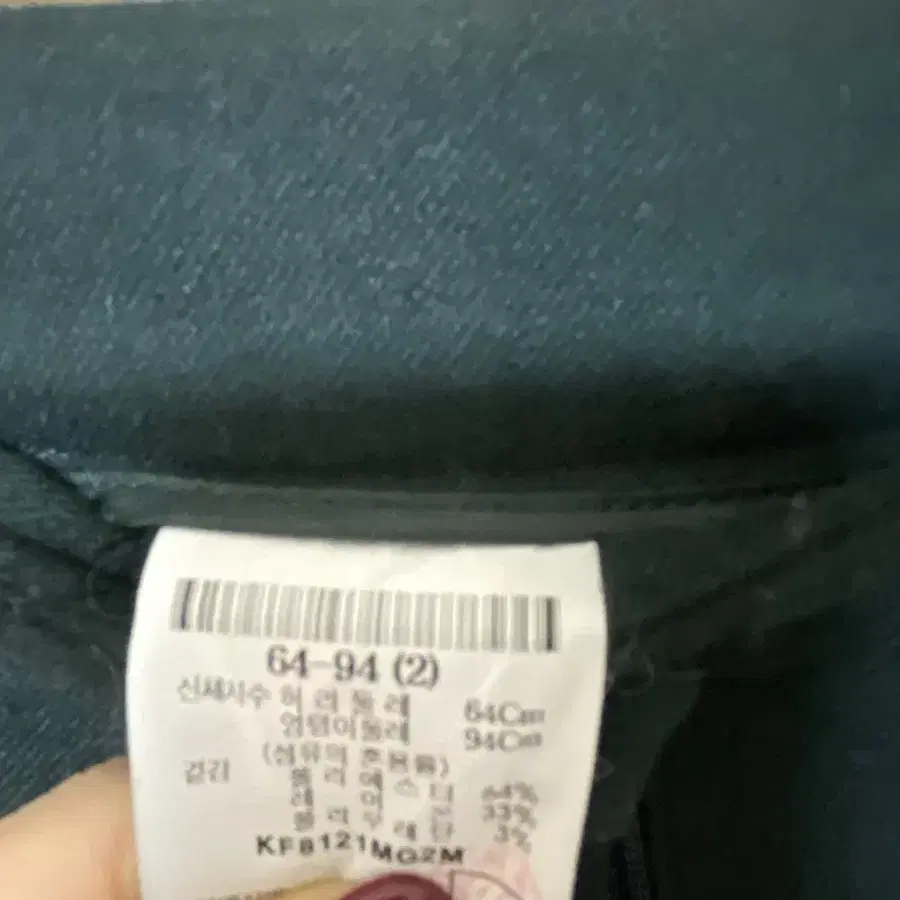 64-94 (2)
신체치수 허 리 둘 레 64Cm
엉덩이둘레 94Cm
(섬유의 혼용률)
겉감 폴 리 에 스 터 64%
레 이 온 33%
폴 리 우 레 탄 3%
KF8121MG2M